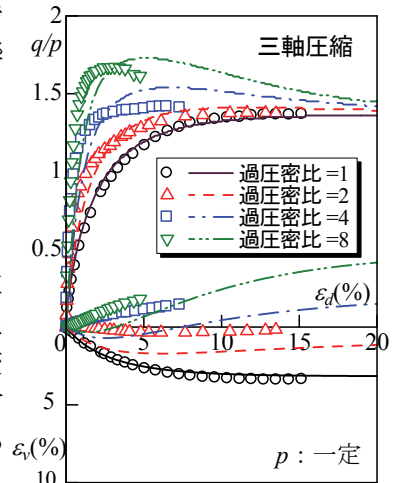 2
q/p
三軸圧縮
1.5
1
過圧密比=1
過圧密比=2
過圧密比=4
過圧密比=8
0.5
εd(%)
0
0 5 10 15 20
5
εv(%)
p：一定
10